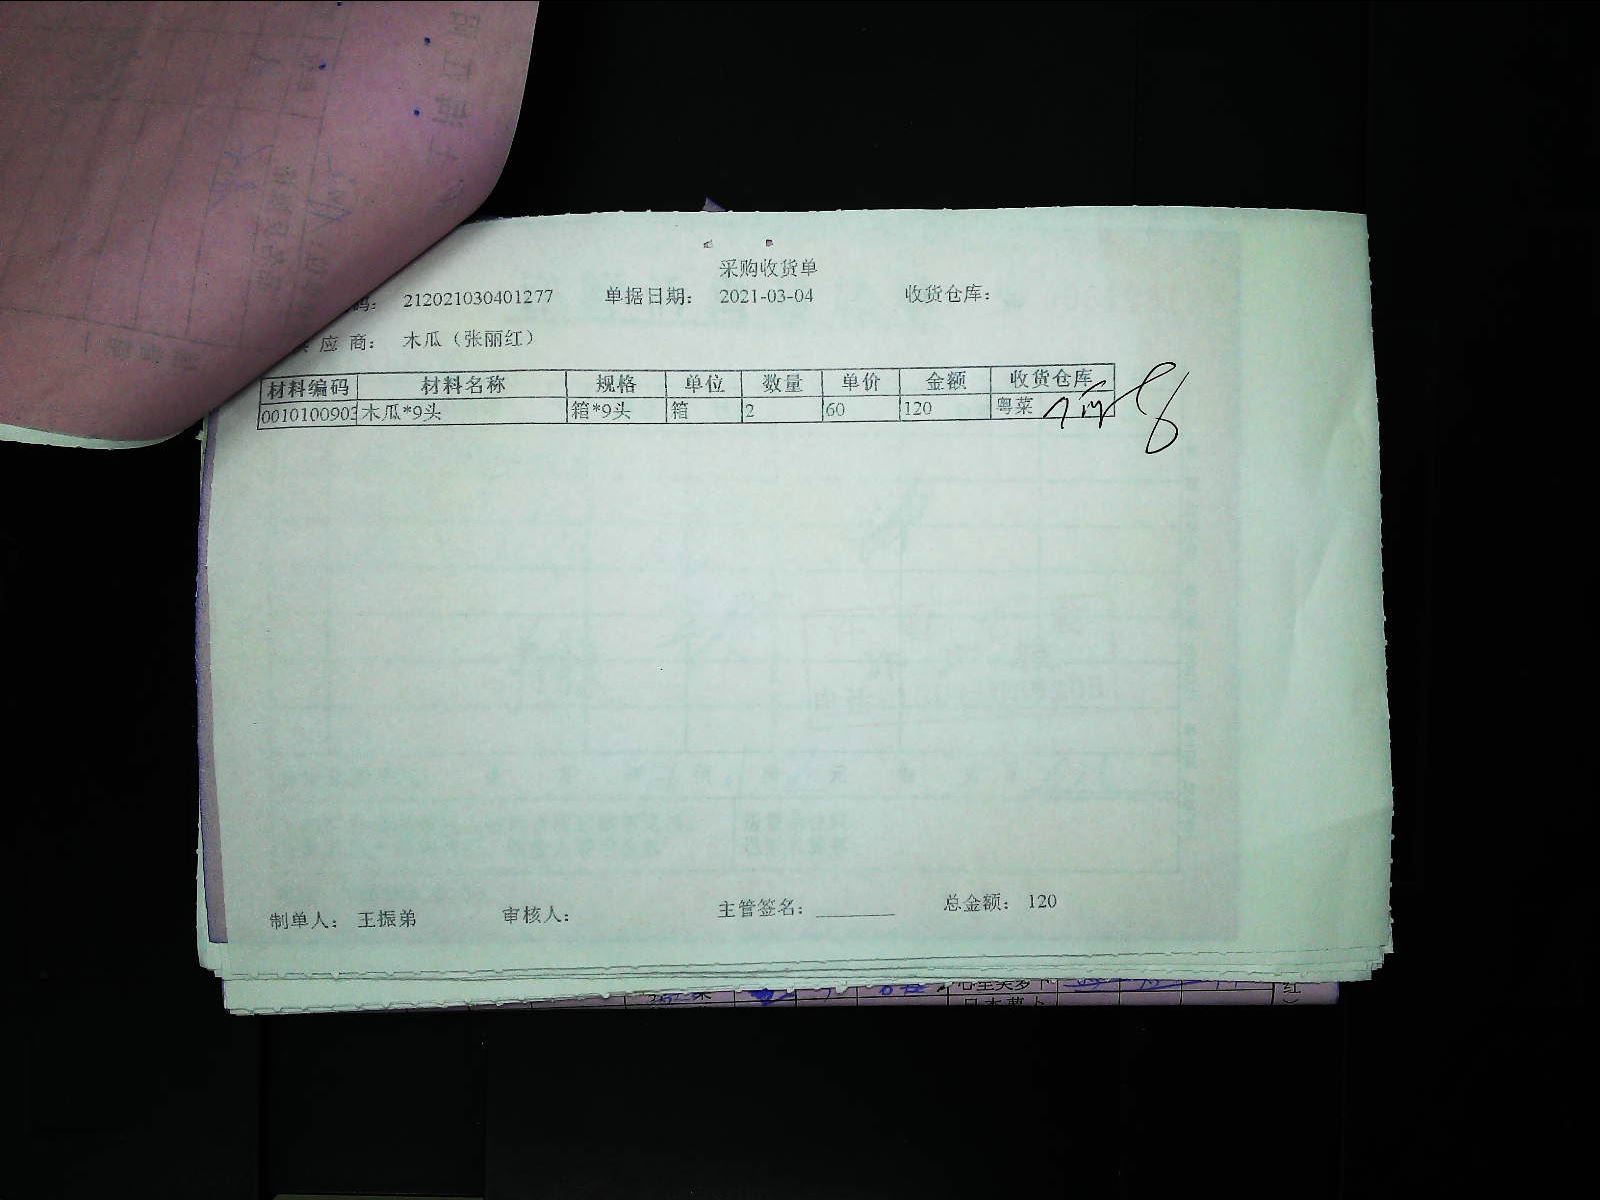 采购收货单
码： 212021030401277 单据日期： 2021-03-04 收货仓库：
应 商： 木瓜（张丽红）
材料编码 材料名称 规格 单位 数量 单价 金额 收货仓库
0010100903 木瓜*9头 箱*9头 箱 2 60 120 粤菜
制单人： 王振弟 审核人： 主管签名： ________ 总金额： 120